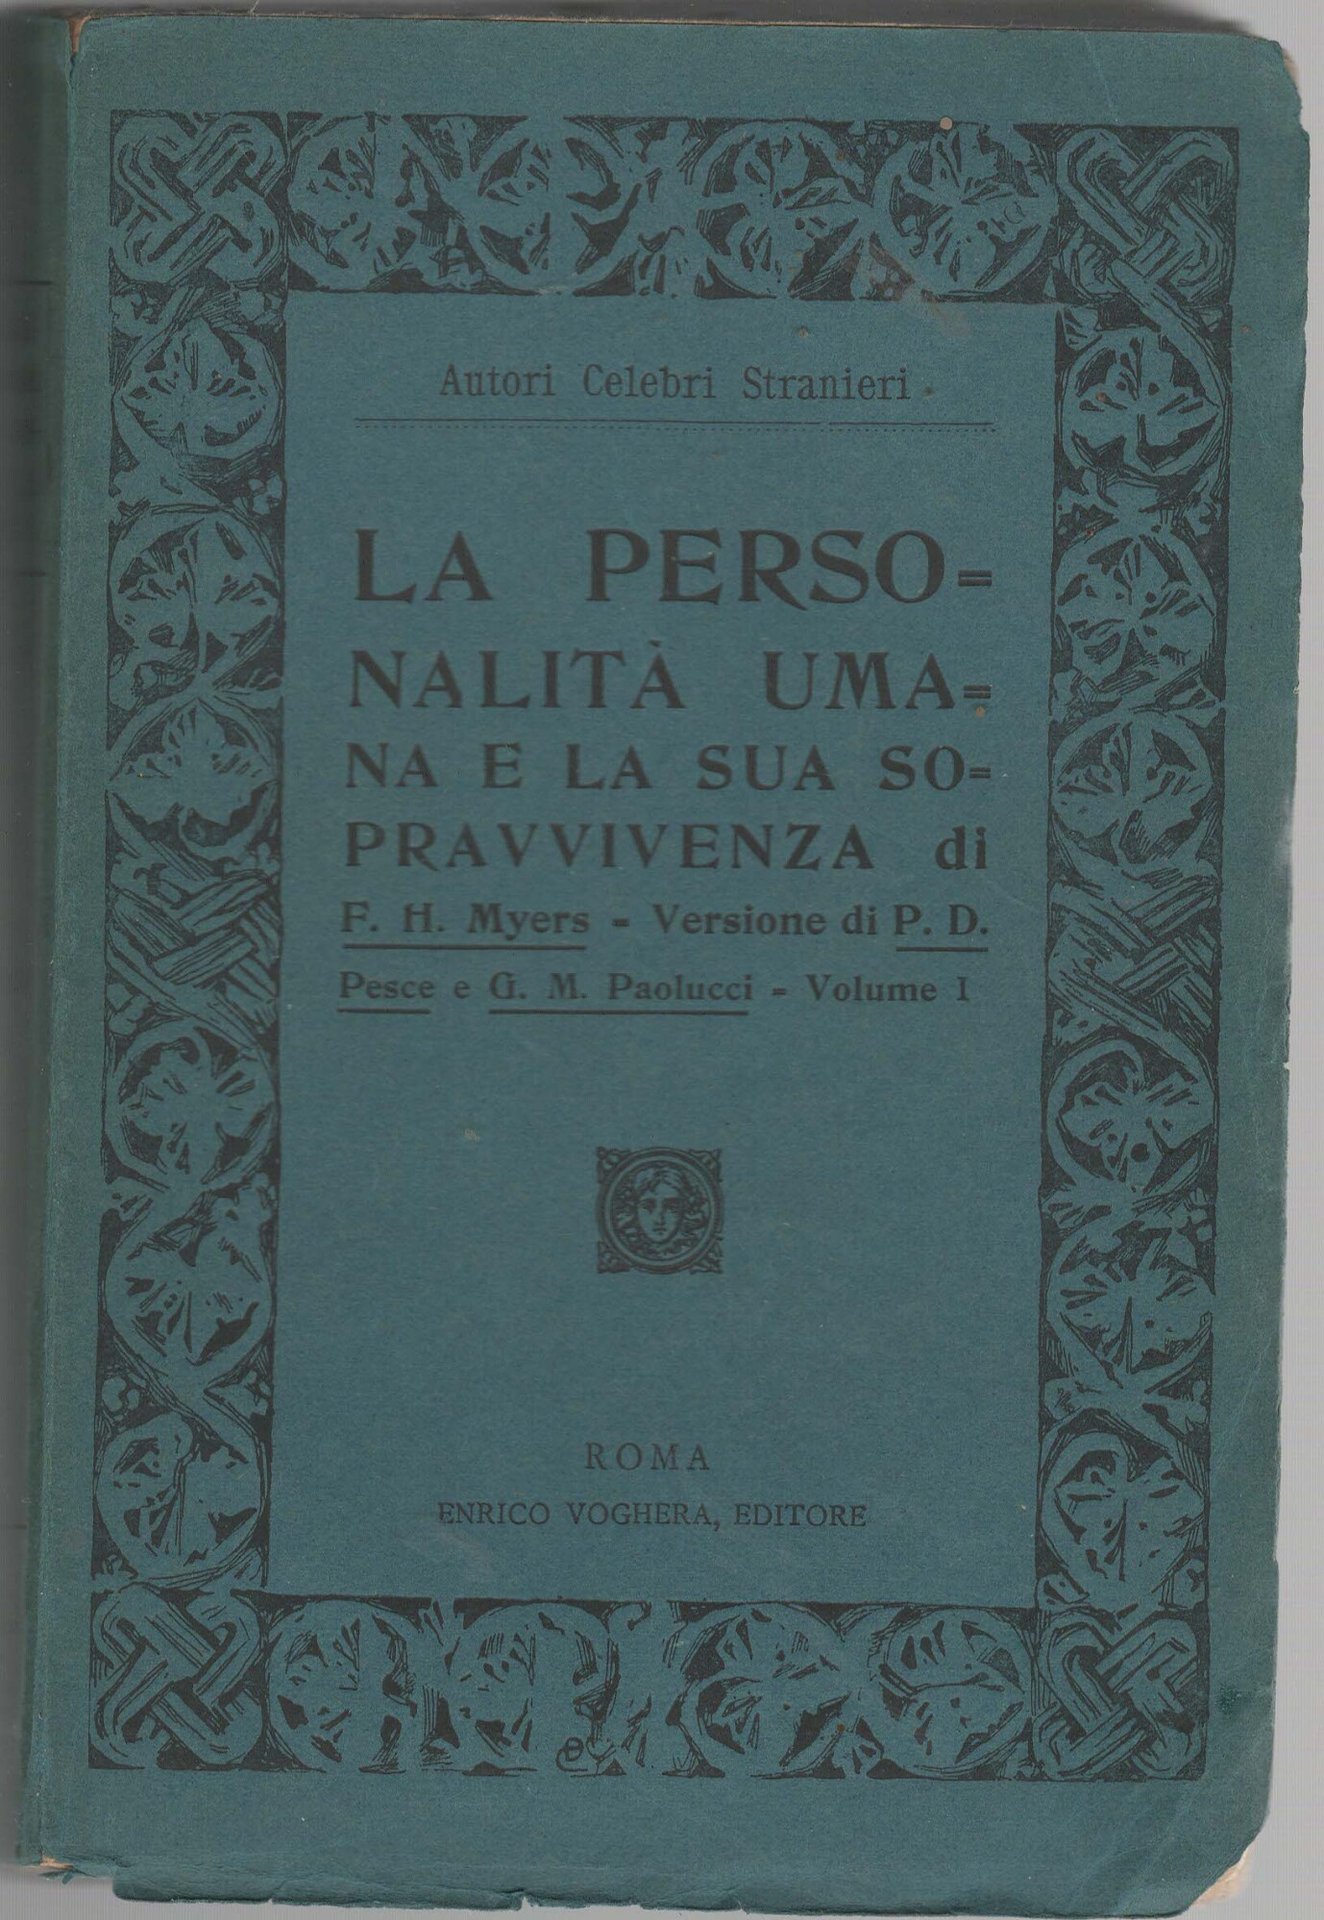 Autori Celebri Stranieri
LA PERSO=
NALITÀ UMA=
NA E LA SUA SO=
PRAVVIVENZA di
F. H. Myers = Versione di P. D.
Pesce e G. M. Paolucci = Volume I
ROMA
ENRICO VOGHERA, EDITORE